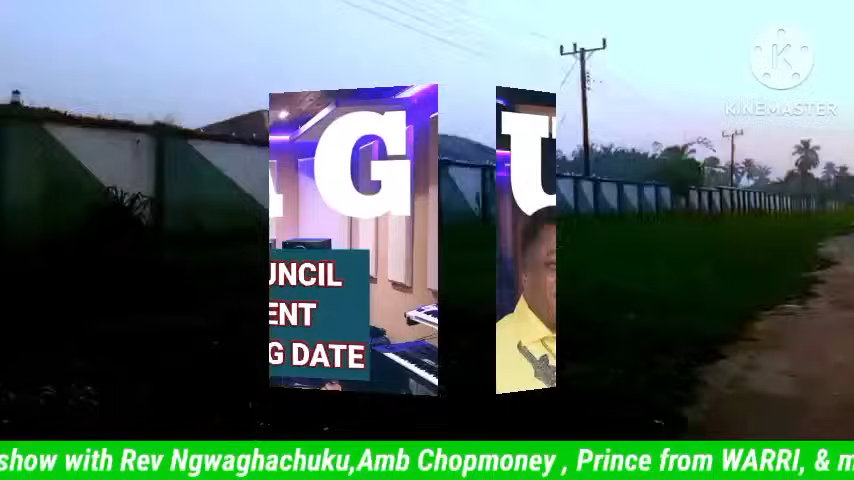 KINEMASTER
G U
UNCIL
ENT
G DATE
show with Rev Ngwaghachuku,Amb Chopmoney , Prince from WARRI, & m